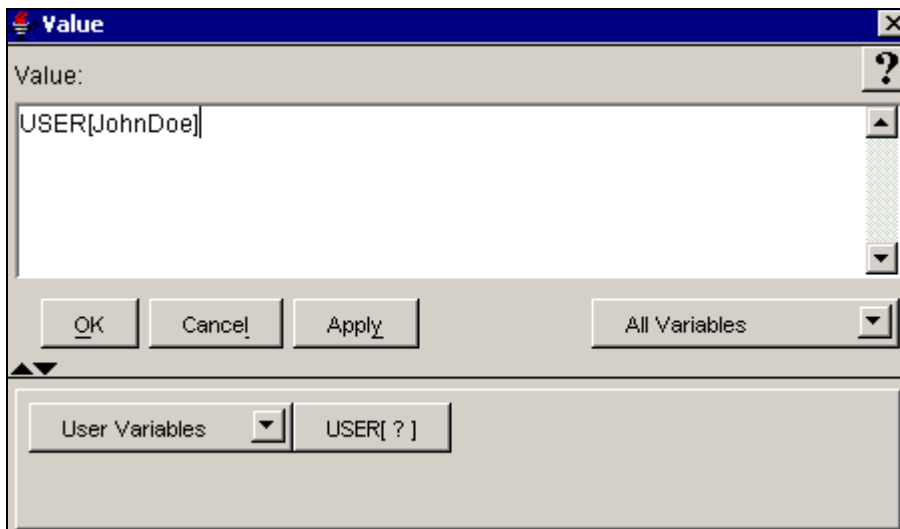 Value
Value:
?
USER[JohnDoe]
OK
Cancel
Apply
All Variables
User Variables
USER[ ? ]